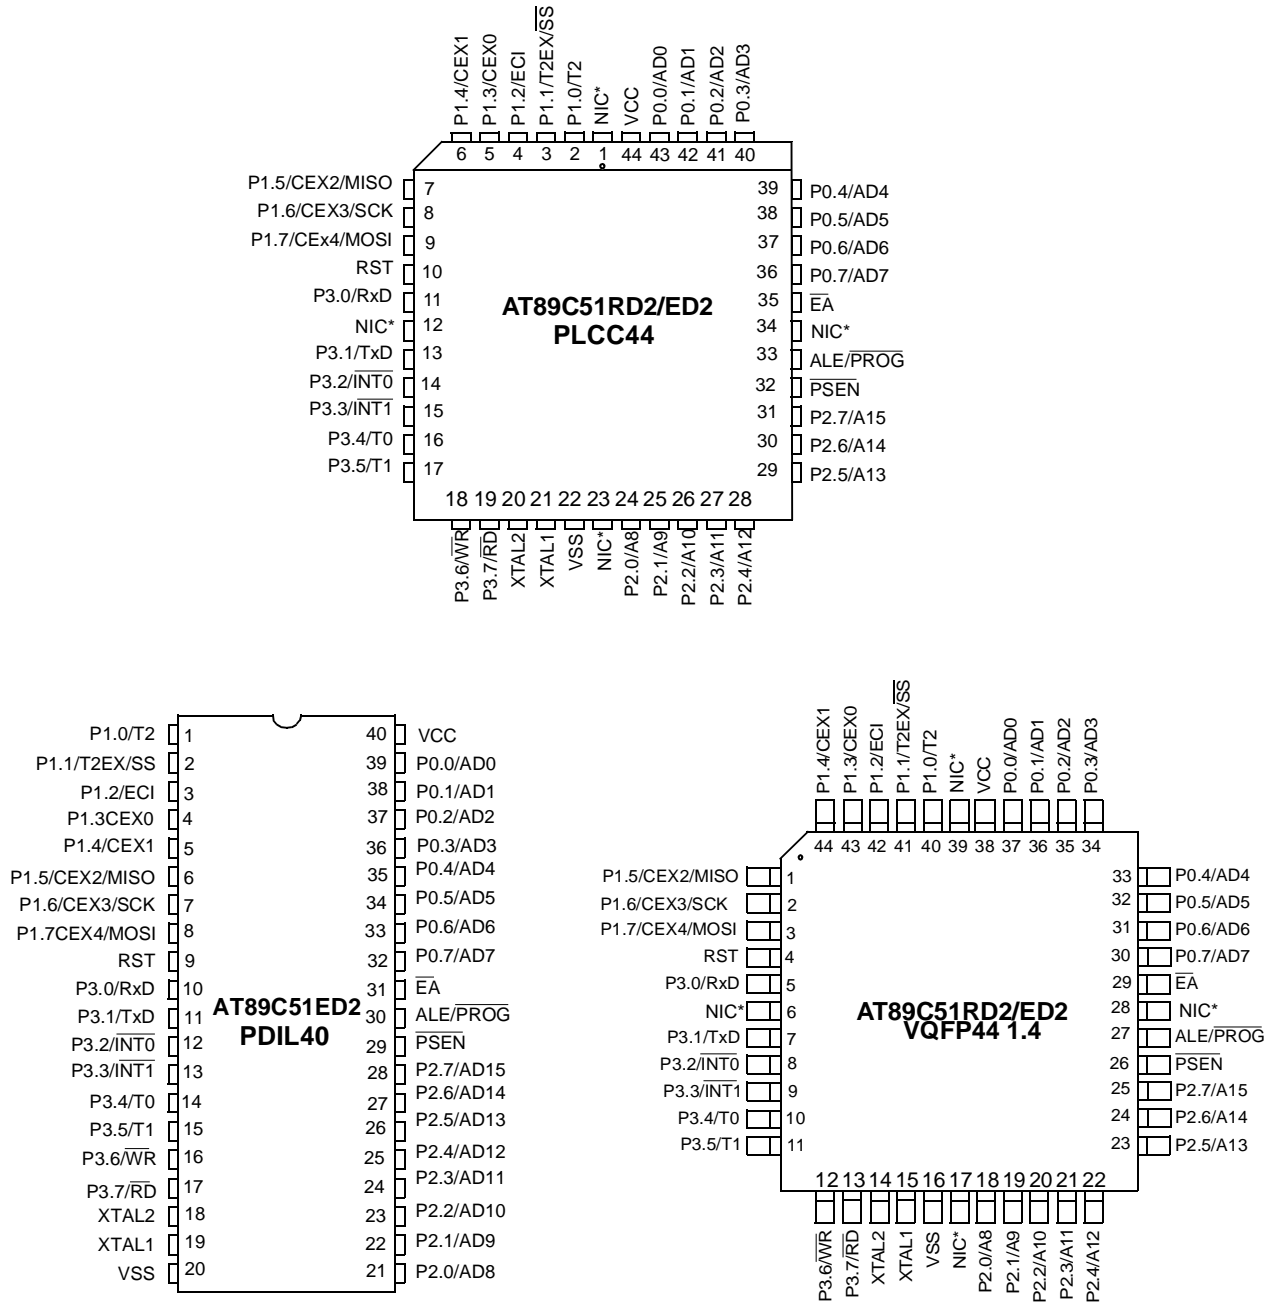 P1.4/CEX1
P1.3/CEX0
P1.2/ECI
P1.1/T2EX/S̅S̅
P1.0/T2
NIC*
VCC
P0.0/AD0
P0.1/AD1
P0.2/AD2
P0.3/AD3
6 5 4 3 2 1 44 43 42 41 40
P1.5/CEX2/MISO 7 39 P0.4/AD4
P1.6/CEX3/SCK 8 38 P0.5/AD5
P1.7/CEx4/MOSI 9 37 P0.6/AD6
RST 10 36 P0.7/AD7
P3.0/RxD 11 35 E̅A̅
NIC* 12 34 NIC*
P3.1/TxD 13 33 ALE/P̅R̅O̅G̅
P3.2/I̅N̅T̅0̅ 14 32 P̅S̅E̅N̅
P3.3/I̅N̅T̅1̅ 15 31 P2.7/A15
P3.4/T0 16 30 P2.6/A14
P3.5/T1 17 29 P2.5/A13
AT89C51RD2/ED2
PLCC44
18 19 20 21 22 23 24 25 26 27 28
P3.6/W̅R̅
P3.7/R̅D̅
XTAL2
XTAL1
VSS
NIC*
P2.0/A8
P2.1/A9
P2.2/A10
P2.3/A11
P2.4/A12
P1.0/T2 1 40 VCC
P1.1/T2EX/SS 2 39 P0.0/AD0
P1.2/ECI 3 38 P0.1/AD1
P1.3CEX0 4 37 P0.2/AD2
P1.4/CEX1 5 36 P0.3/AD3
P1.5/CEX2/MISO 6 35 P0.4/AD4
P1.6/CEX3/SCK 7 34 P0.5/AD5
P1.7CEX4/MOSI 8 33 P0.6/AD6
RST 9 32 P0.7/AD7
P3.0/RxD 10 31 E̅A̅
P3.1/TxD 11 30 ALE/P̅R̅O̅G̅
P3.2/I̅N̅T̅0̅ 12 29 P̅S̅E̅N̅
P3.3/I̅N̅T̅1̅ 13 28 P2.7/AD15
P3.4/T0 14 27 P2.6/AD14
P3.5/T1 15 26 P2.5/AD13
P3.6/W̅R̅ 16 25 P2.4/AD12
P3.7/R̅D̅ 17 24 P2.3/AD11
XTAL2 18 23 P2.2/AD10
XTAL1 19 22 P2.1/AD9
VSS 20 21 P2.0/AD8
AT89C51ED2
PDIL40
P1.4/CEX1
P1.3/CEX0
P1.2/ECI
P1.1/T2EX/S̅S̅
P1.0/T2
NIC*
VCC
P0.0/AD0
P0.1/AD1
P0.2/AD2
P0.3/AD3
44 43 42 41 40 39 38 37 36 35 34
P1.5/CEX2/MISO 1 33 P0.4/AD4
P1.6/CEX3/SCK 2 32 P0.5/AD5
P1.7/CEX4/MOSI 3 31 P0.6/AD6
RST 4 30 P0.7/AD7
P3.0/RxD 5 29 E̅A̅
NIC* 6 28 NIC*
P3.1/TxD 7 27 ALE/P̅R̅O̅G̅
P3.2/I̅N̅T̅0̅ 8 26 P̅S̅E̅N̅
P3.3/I̅N̅T̅1̅ 9 25 P2.7/A15
P3.4/T0 10 24 P2.6/A14
P3.5/T1 11 23 P2.5/A13
AT89C51RD2/ED2
VQFP44 1.4
12 13 14 15 16 17 18 19 20 21 22
P3.6/W̅R̅
P3.7/R̅D̅
XTAL2
XTAL1
VSS
NIC*
P2.0/A8
P2.1/A9
P2.2/A10
P2.3/A11
P2.4/A12